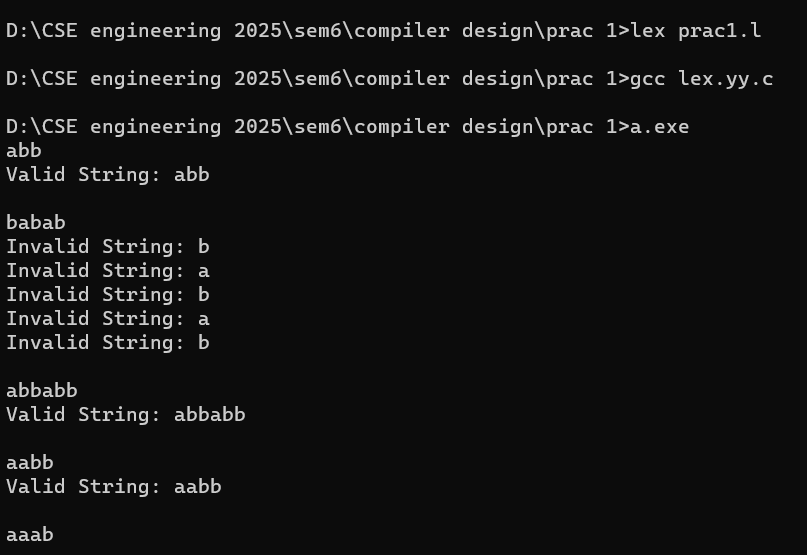 D:\CSE engineering 2025\sem6\compiler design\prac 1>lex prac1.l
D:\CSE engineering 2025\sem6\compiler design\prac 1>gcc lex.yy.c
D:\CSE engineering 2025\sem6\compiler design\prac 1>a.exe
abb
Valid String: abb
babab
Invalid String: b
Invalid String: a
Invalid String: b
Invalid String: a
Invalid String: b
abbabb
Valid String: abbabb
aabb
Valid String: aabb
aaab